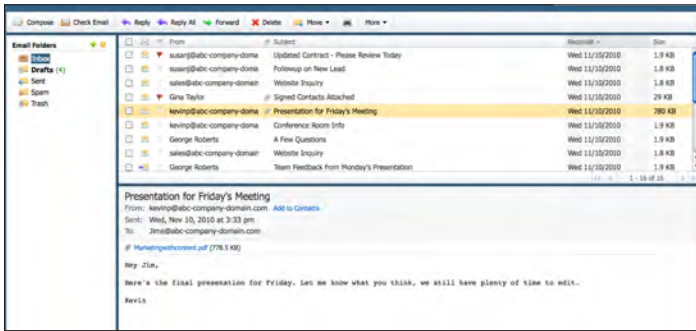 Compose Check Email Reply Reply All Forward Delete Move More
Email Folders
Inbox
Drafts (4)
Sent
Spam
Trash
From Subject Received Size
susanj@abc-company-doma Updated Contract - Please Review Today Wed 11/10/2010 1.9 KB
susanj@abc-company-doma Followup on New Lead Wed 11/10/2010 1.8 KB
sales@abc-company-domain Website Inquiry Wed 11/10/2010 1.8 KB
Gina Taylor Signed Contacts Attached Wed 11/10/2010 29 KB
kevinp@abc-company-doma Presentation for Friday's Meeting Wed 11/10/2010 780 KB
kevinp@abc-company-doma Conference Room Info Wed 11/10/2010 1.9 KB
George Roberts A Few Questions Wed 11/10/2010 1.9 KB
sales@abc-company-domain Website Inquiry Wed 11/10/2010 1.8 KB
George Roberts Team Feedback from Monday's Presentation Wed 11/10/2010 1.9 KB
Presentation for Friday's Meeting
From: kevinp@abc-company-domain.com Add to Contacts
Sent: Wed, Nov 10, 2010 at 3:33 pm
To: Jims@abc-company-domain.com
Marketingwithcontent.pdf (778.5 KB)
Hey Jim,
Here's the final presenation for Friday. Let me know what you think, we still have plenty of time to edit.
Kevin